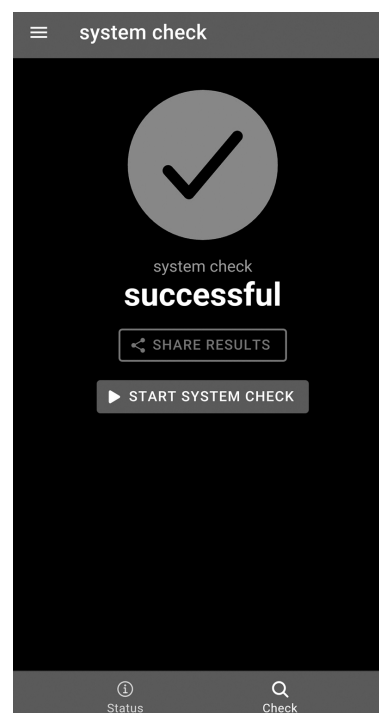 system check
system check
successful
SHARE RESULTS
START SYSTEM CHECK
Status Check